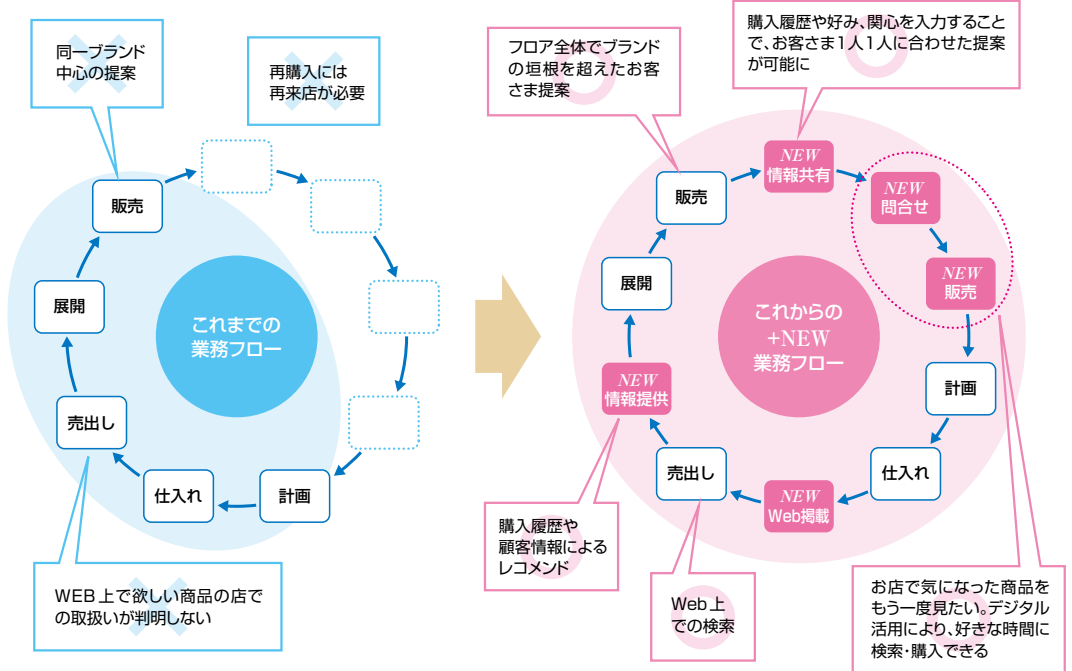 同一ブランド
中心の提案
再購入には
再来店が必要
販売
展開
売出し
仕入れ
計画
これまでの
業務フロー
WEB上で欲しい商品の店で
の取扱いが判明しない
フロア全体でブランド
の垣根を超えたお客
さま提案
購入履歴や好み、関心を入力すること
で、お客さま1人1人に合わせた提案
が可能に
販売
NEW
情報共有
NEW
問合せ
NEW
販売
計画
仕入れ
NEW
Web掲載
売出し
NEW
情報提供
展開
これからの
+NEW
業務フロー
購入履歴や
顧客情報による
レコメンド
Web上
での検索
お店で気になった商品を
もう一度見たい。デジタル
活用により、好きな時間に
検索・購入できる